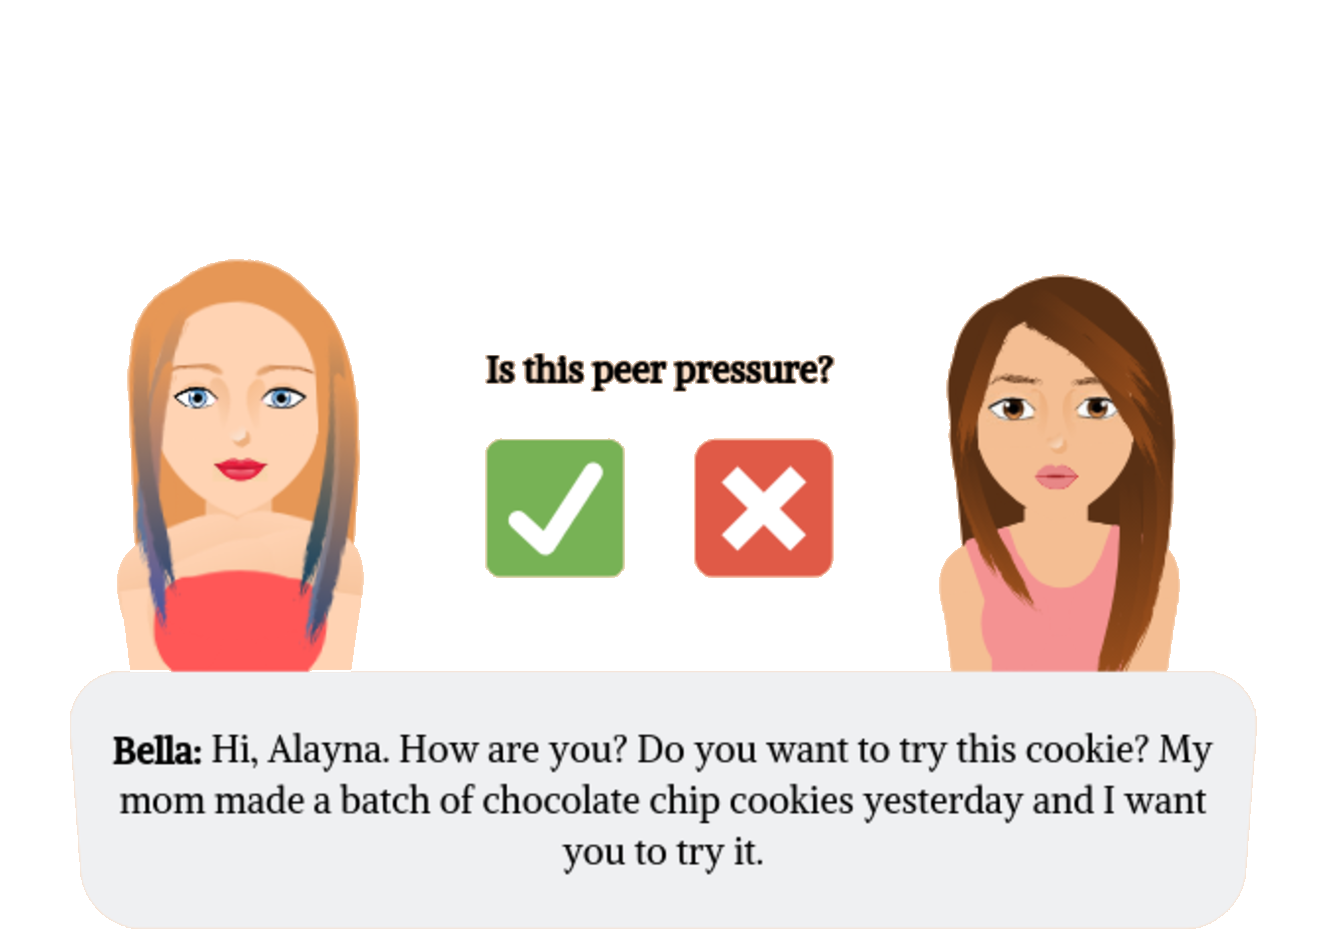 Is this peer pressure?
Bella: Hi, Alayna. How are you? Do you want to try this cookie? My
mom made a batch of chocolate chip cookies yesterday and I want
you to try it.